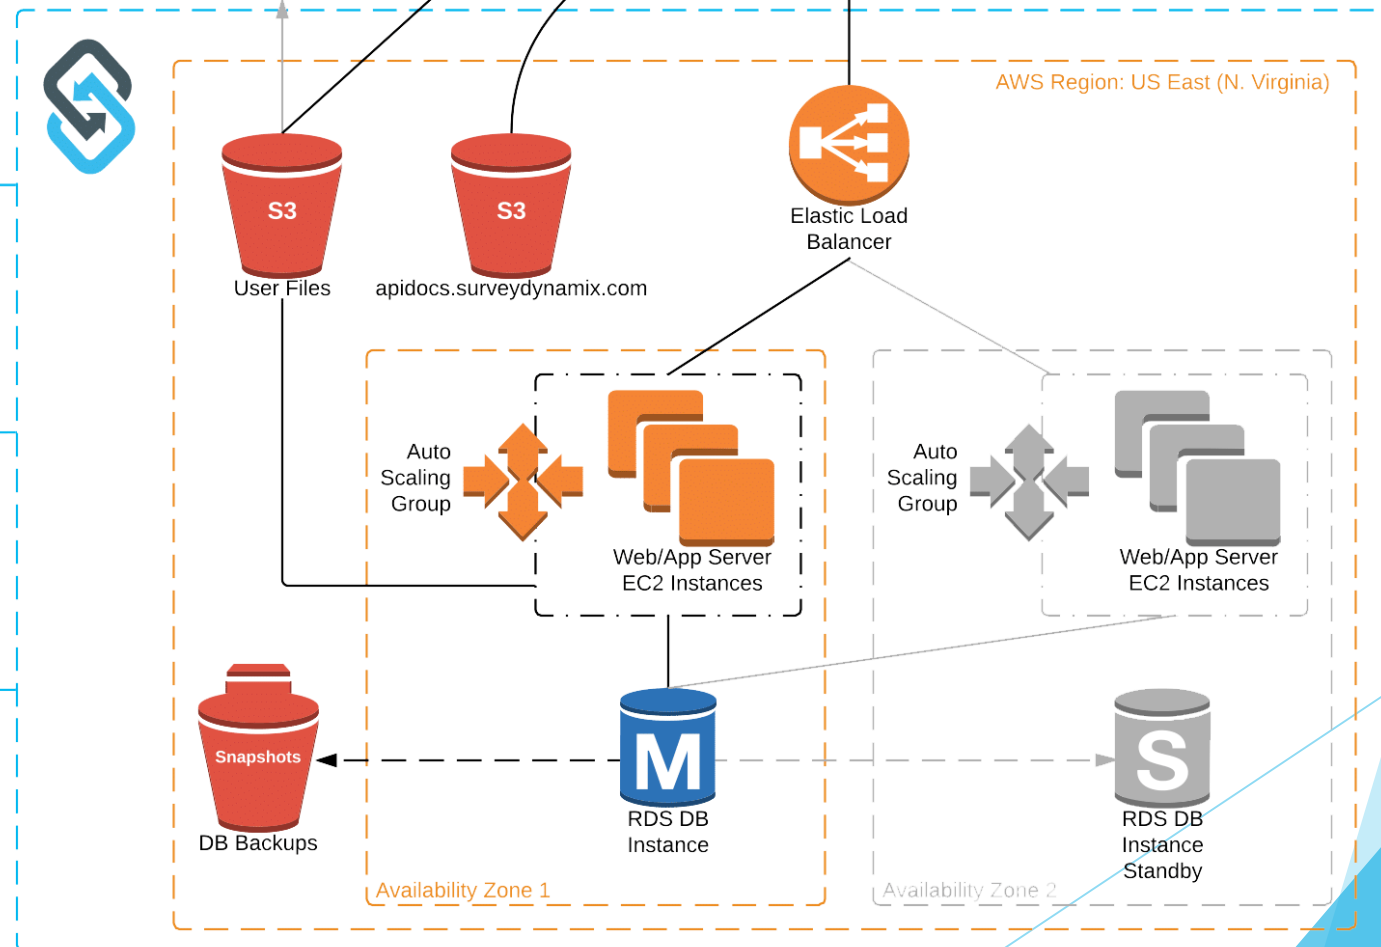 AWS Region: US East (N. Virginia)
S3
User Files
S3
apidocs.surveydynamix.com
Elastic Load
Balancer
Auto
Scaling
Group
Web/App Server
EC2 Instances
Auto
Scaling
Group
Web/App Server
EC2 Instances
Snapshots
DB Backups
M
RDS DB
Instance
S
RDS DB
Instance
Standby
Availability Zone 1
Availability Zone 2